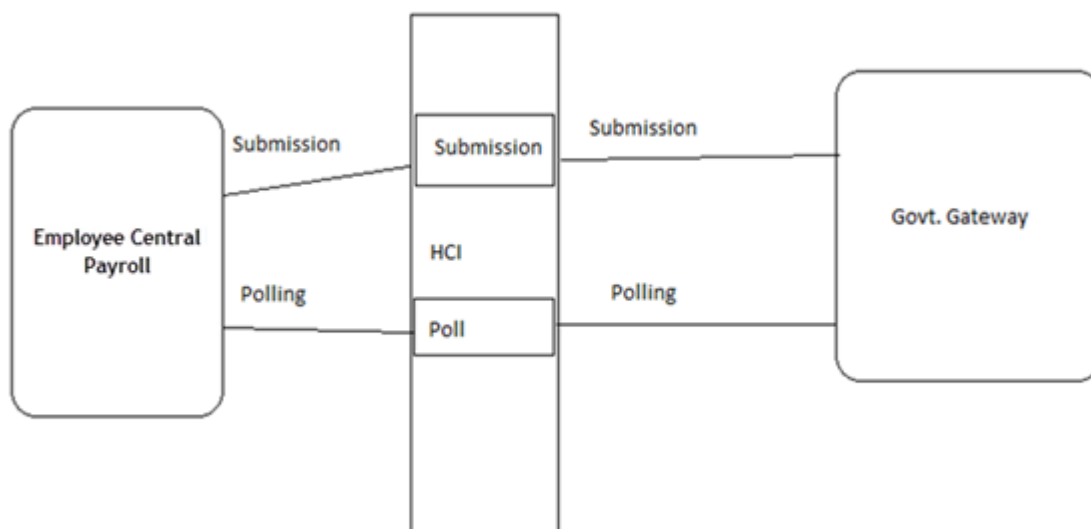 Employee Central
Payroll
Submission
Polling
Submission
HCI
Poll
Submission
Polling
Govt. Gateway